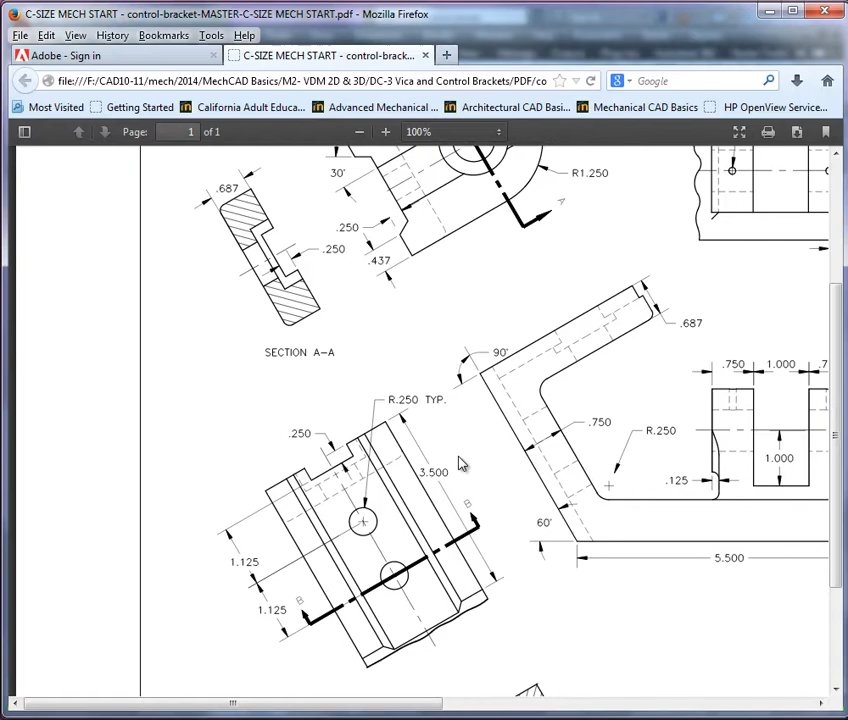 C-SIZE MECH START - control-bracket-MASTER-C-SIZE MECH START.pdf - Mozilla Firefox
File Edit View History Bookmarks Tools Help
Adobe - Sign in
C-SIZE MECH START - control-brack...
file:///F:/CAD10-11/mech/2014/MechCAD Basics/M2- VDM 2D & 3D/DC-3 Vica and Control Brackets/PDF/co
Google
Most Visited Getting Started California Adult Educa... Advanced Mechanical ... Architectural CAD Basi... Mechanical CAD Basics HP OpenView Service...
Page: 1 of 1
100%
30'
R1.250
A
.687
.250
.250
.437
SECTION A-A
.687
90°
.750 1.000 .7
R.250 TYP.
.250
.750
R.250
3.500
1.000
.125
B
60°
1.125
5.500
1.125
B